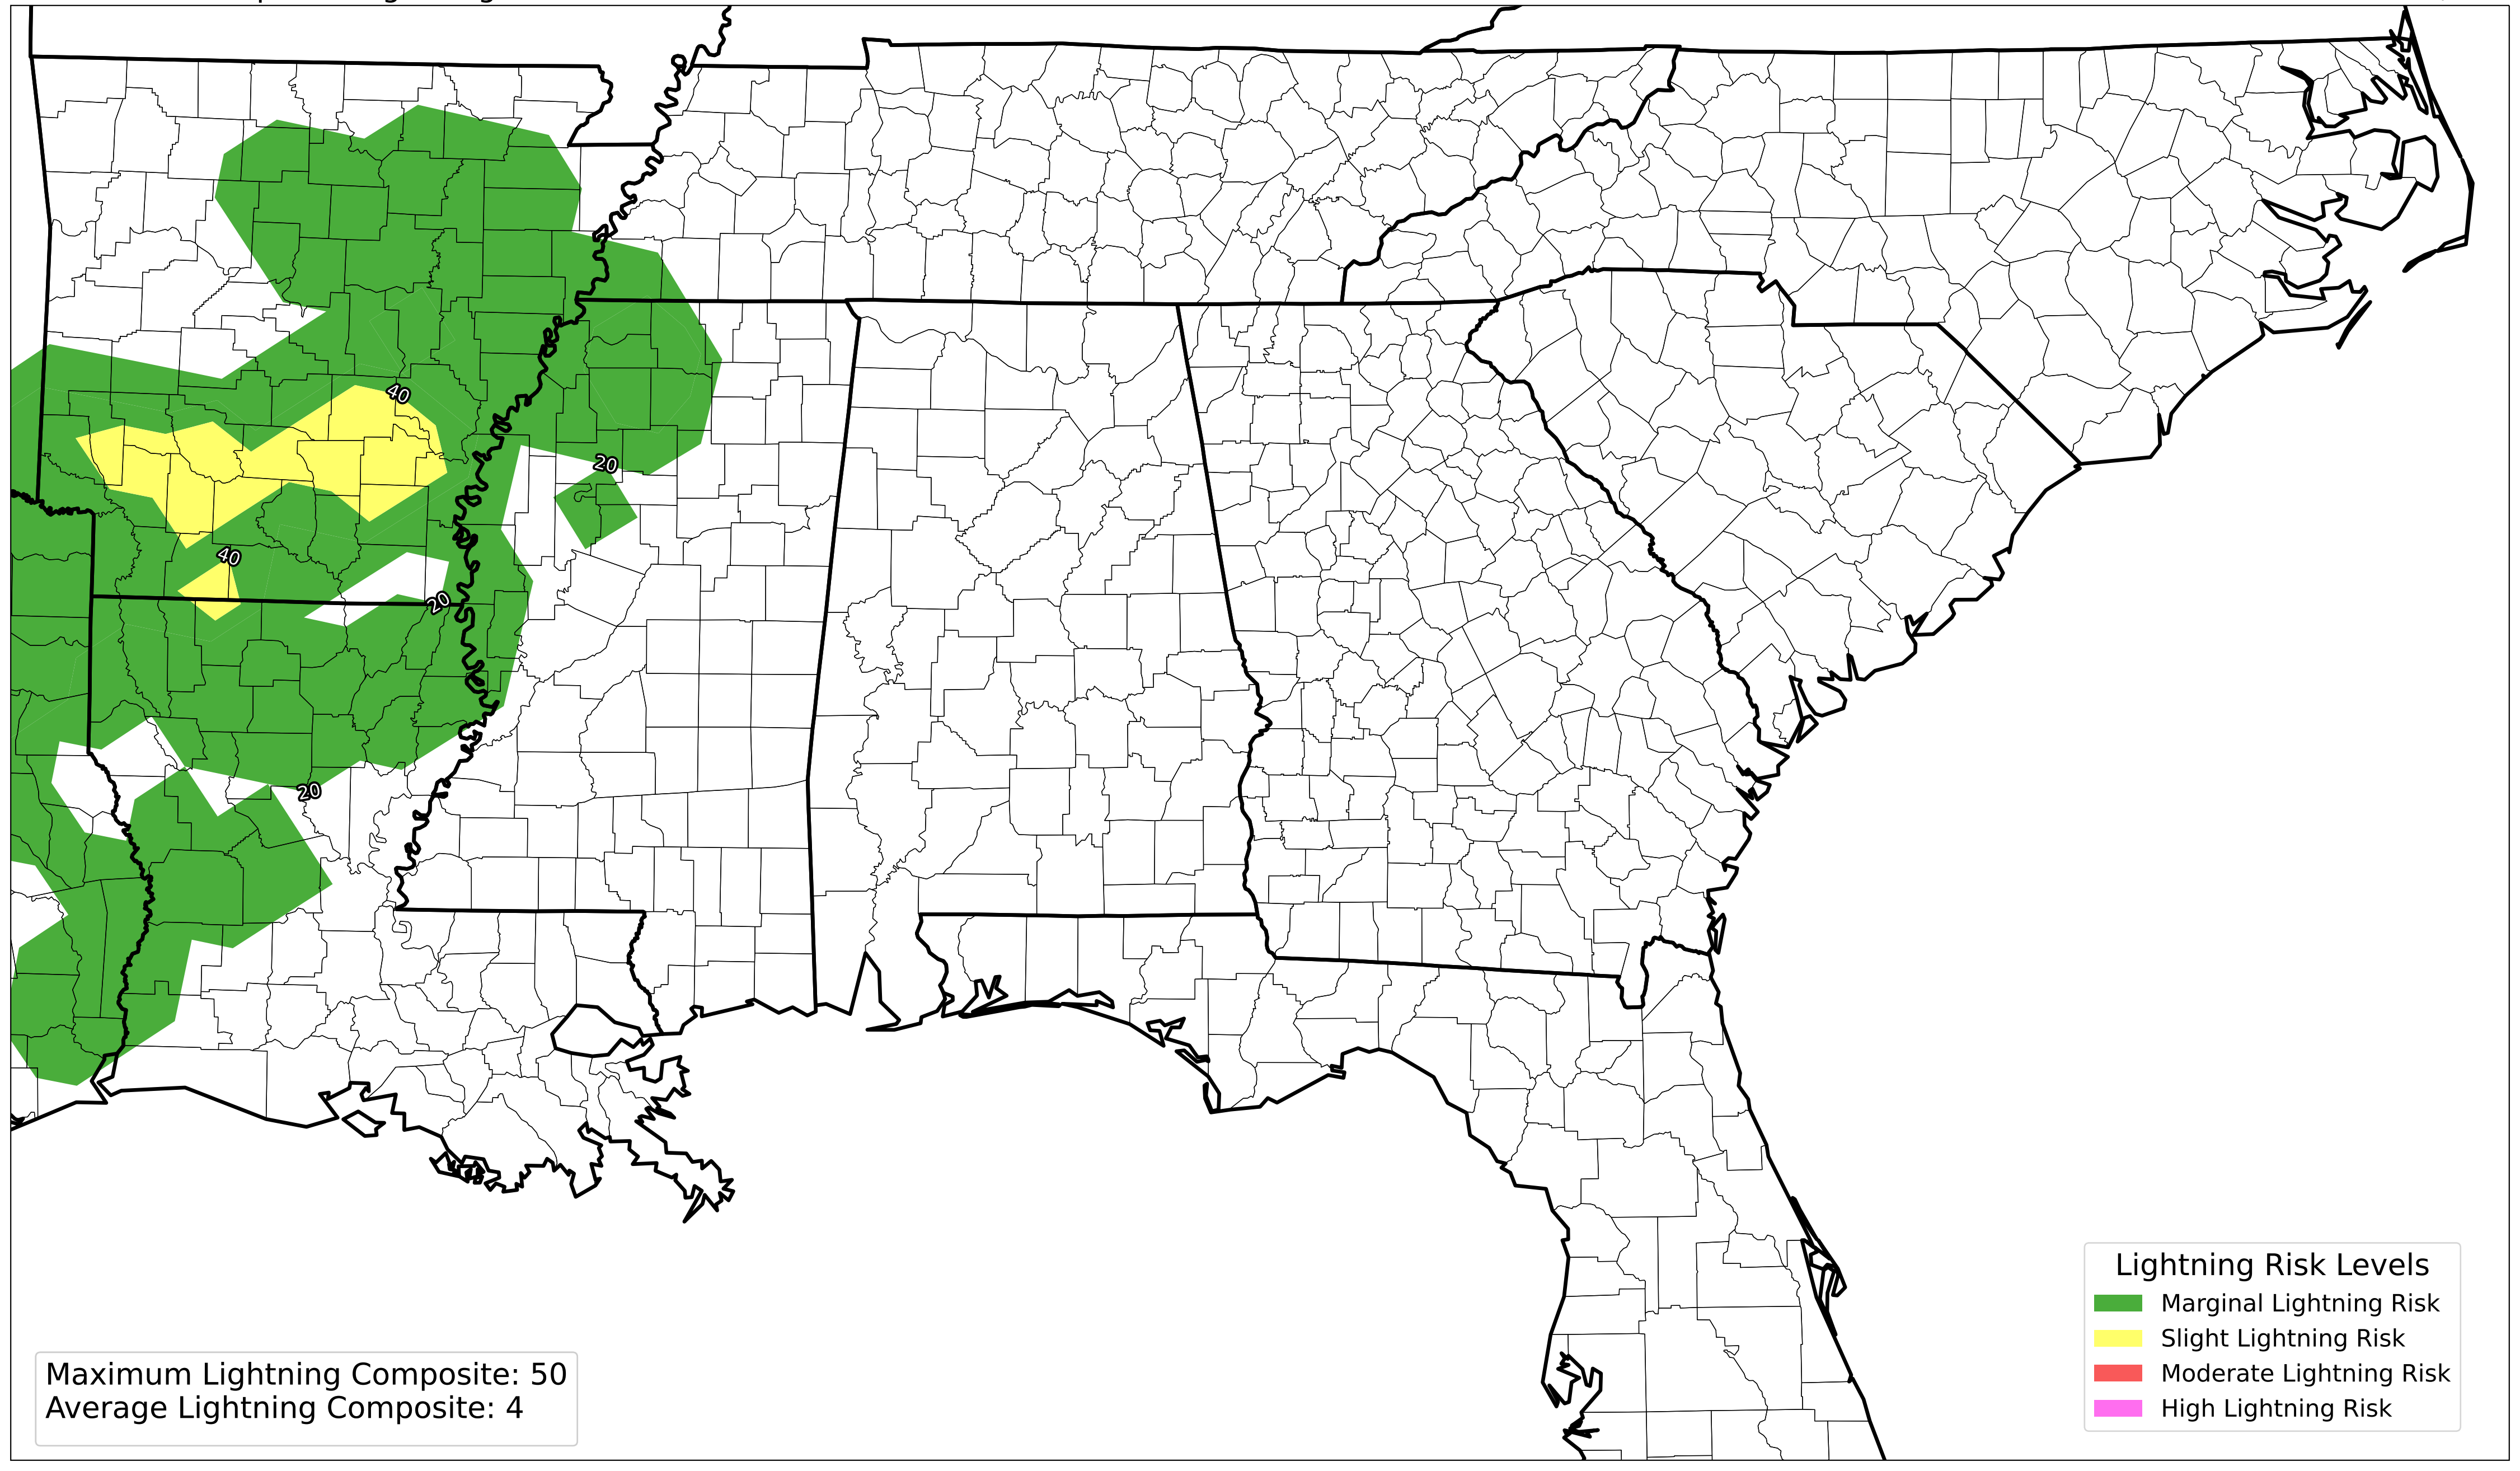 40
20
40
20
20
Lightning Risk Levels
Marginal Lightning Risk
Slight Lightning Risk
Moderate Lightning Risk
High Lightning Risk
Maximum Lightning Composite: 50
Average Lightning Composite: 4